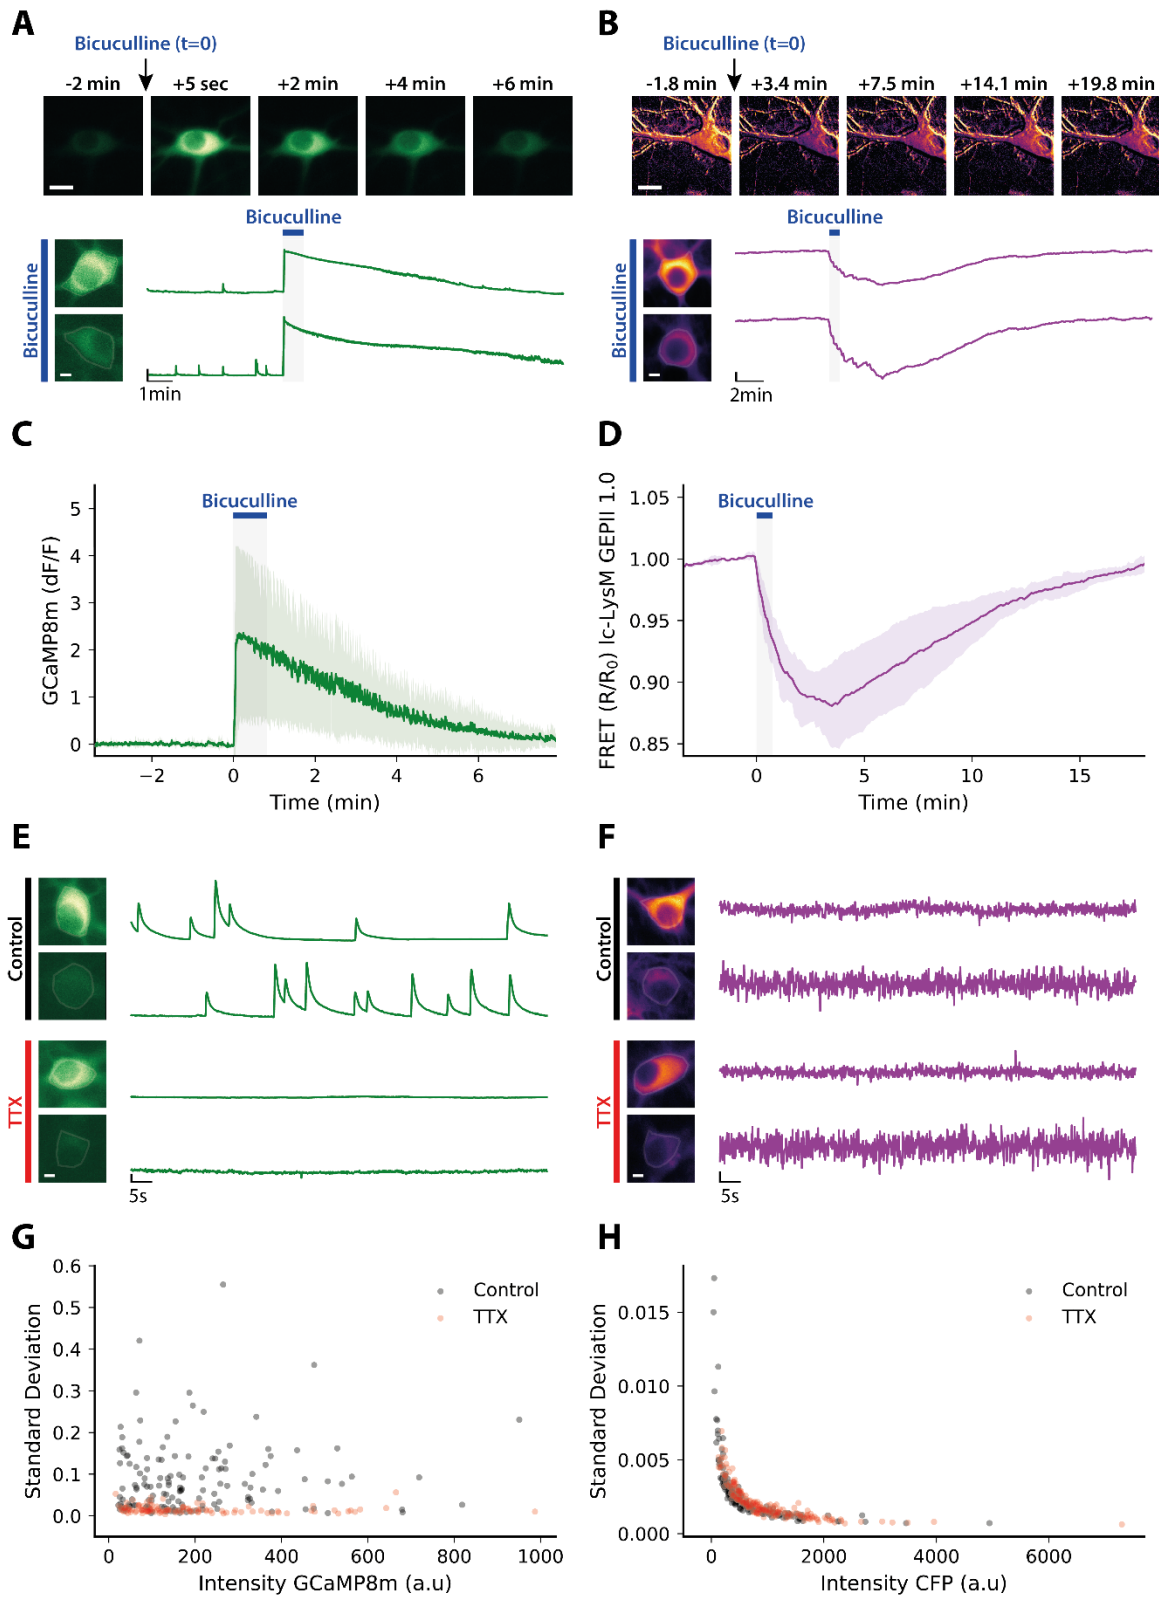 A
Bicuculline (t=0)
-2 min +5 sec +2 min +4 min +6 min
Bicuculline
Bicuculline
1min
B
Bicuculline (t=0)
-1.8 min +3.4 min +7.5 min +14.1 min +19.8 min
Bicuculline
Bicuculline
2min
C
Bicuculline
GCaMP8m (dF/F)
5
4
3
2
1
0
−2 0 2 4 6
Time (min)
D
Bicuculline
FRET (R/R0) lc-LysM GEPII 1.0
1.05
1.00
0.95
0.90
0.85
0 5 10 15
Time (min)
E
Control
TTX
5s
F
Control
TTX
5s
G
Standard Deviation
0.6
0.5
0.4
0.3
0.2
0.1
0.0
Control
TTX
0 200 400 600 800 1000
Intensity GCaMP8m (a.u)
H
Standard Deviation
0.015
0.010
0.005
0.000
Control
TTX
0 2000 4000 6000
Intensity CFP (a.u)